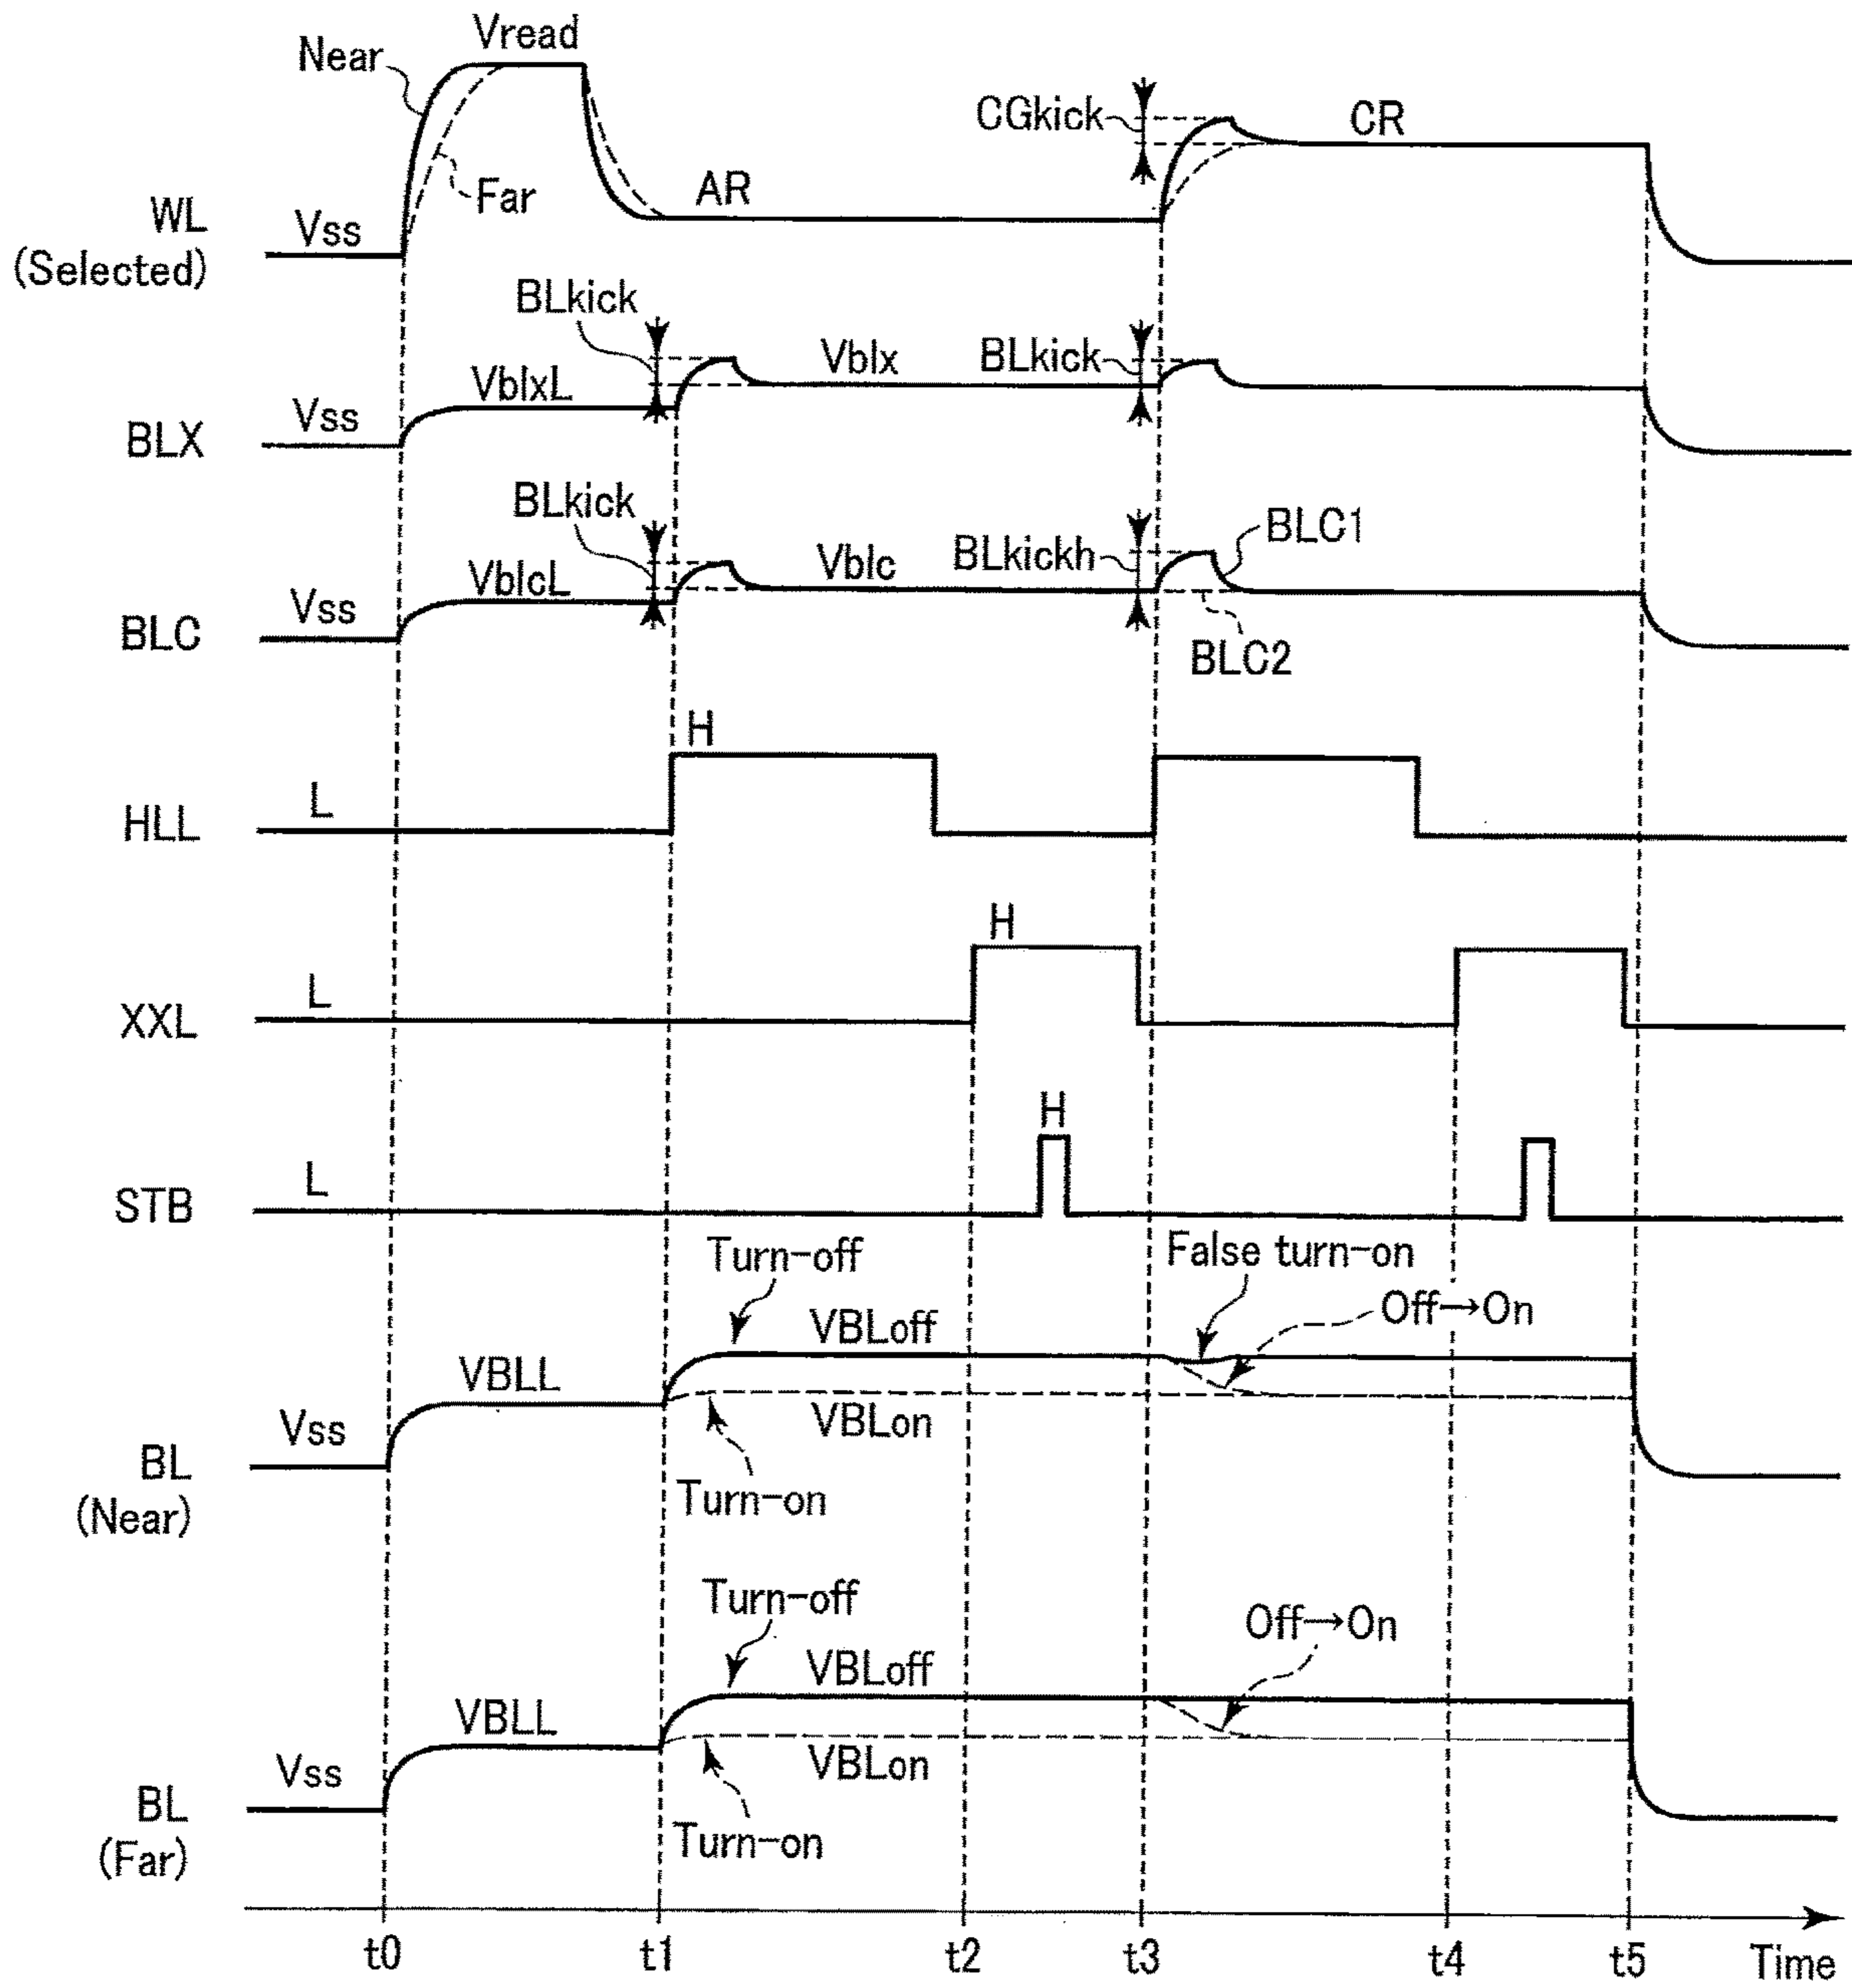 Vread
Near
Far
CGkick
CR
AR
WL
(Selected)
Vss
BLkick
VblxL
Vblx
BLkick
Vss
BLX
BLkick
VblcL
Vblc
BLkickh
BLC1
BLC2
Vss
BLC
H
L
HLL
H
L
XXL
H
L
STB
Turn-off
False turn-on
Off→On
VBLoff
VBLL
VBLon
Vss
BL
(Near)
Turn-on
Turn-off
Off→On
VBLoff
VBLL
VBLon
Vss
BL
(Far)
Turn-on
t0 t1 t2 t3 t4 t5 Time